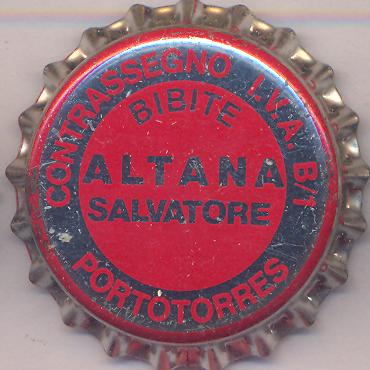 CONTRASSEGNO I.V.A. B/1
BIBITE
ALTANA
SALVATORE
PORTOTORRES